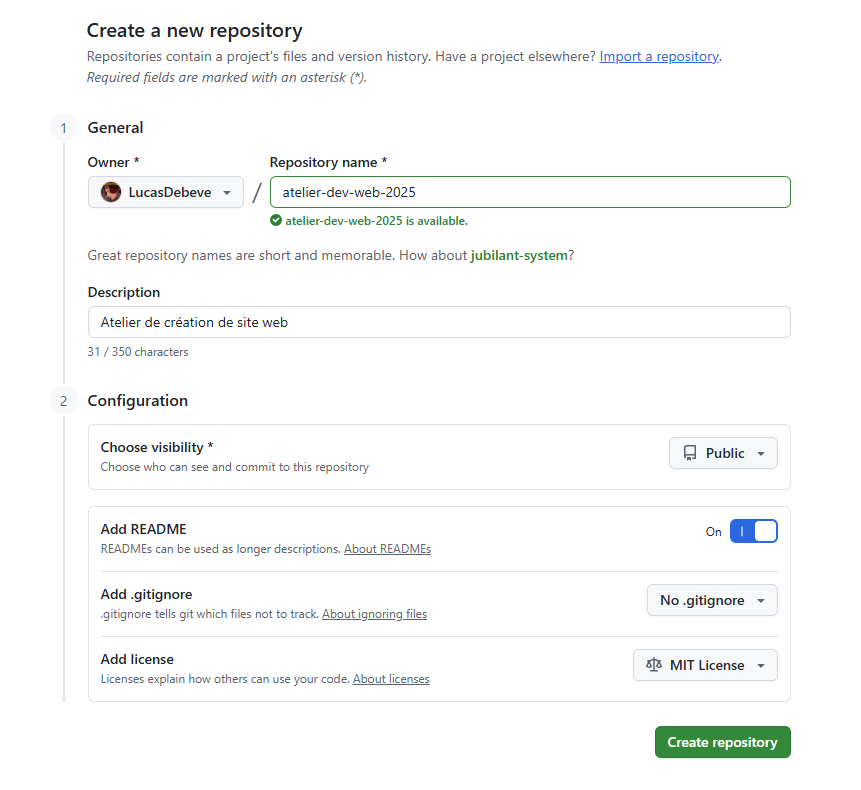 Create a new repository
Repositories contain a project's files and version history. Have a project elsewhere? Import a repository.
Required fields are marked with an asterisk (*).
1 General
Owner * Repository name *
LucasDebeve / atelier-dev-web-2025
atelier-dev-web-2025 is available.
Great repository names are short and memorable. How about jubilant-system?
Description
Atelier de création de site web
31 / 350 characters
2 Configuration
Choose visibility *
Choose who can see and commit to this repository
Public
Add README
READMEs can be used as longer descriptions. About READMEs
On
Add .gitignore
.gitignore tells git which files not to track. About ignoring files
No .gitignore
Add license
Licenses explain how others can use your code. About licenses
MIT License
Create repository